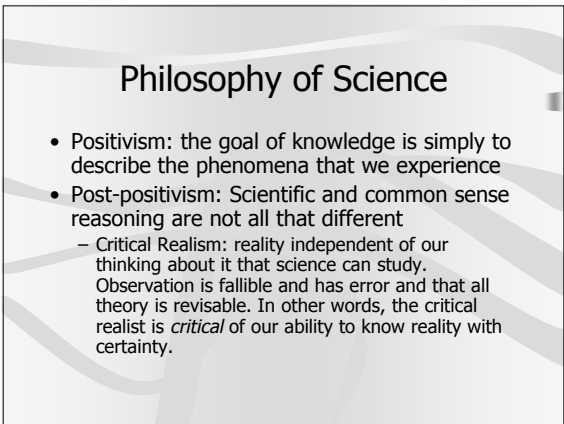 Philosophy of Science
• Positivism: the goal of knowledge is simply to
describe the phenomena that we experience
• Post-positivism: Scientific and common sense
reasoning are not all that different
– Critical Realism: reality independent of our
thinking about it that science can study.
Observation is fallible and has error and that all
theory is revisable. In other words, the critical
realist is critical of our ability to know reality with
certainty.